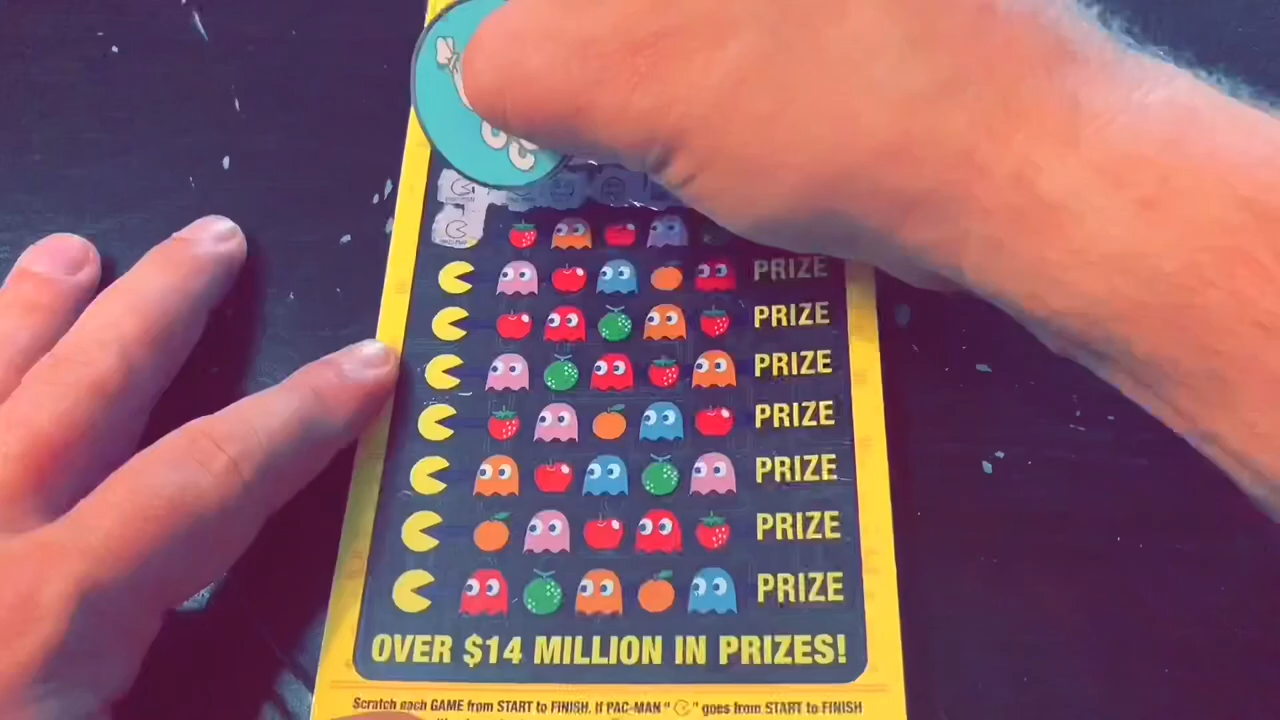 PRIZE
PRIZE
PRIZE
PRIZE
PRIZE
PRIZE
PRIZE
OVER $14 MILLION IN PRIZES!
Scratch each GAME from START to FINISH. If PAC-MAN " " goes from START to FINISH